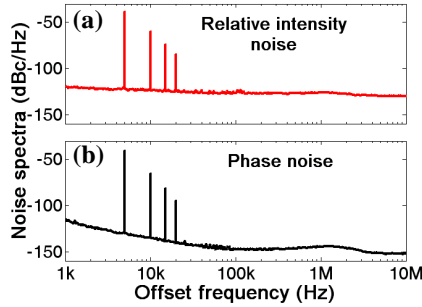 (a)
Relative intensity
noise
-50
-100
-150
Noise spectra (dBc/Hz)
(b)
Phase noise
-50
-100
-150
1k 10k 100k 1M 10M
Offset frequency (Hz)